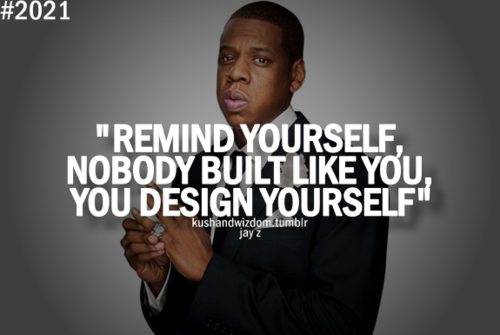 #2021
"REMIND YOURSELF,
NOBODY BUILT LIKE YOU,
YOU DESIGN YOURSELF"
kushandwizdom.tumblr
jay z